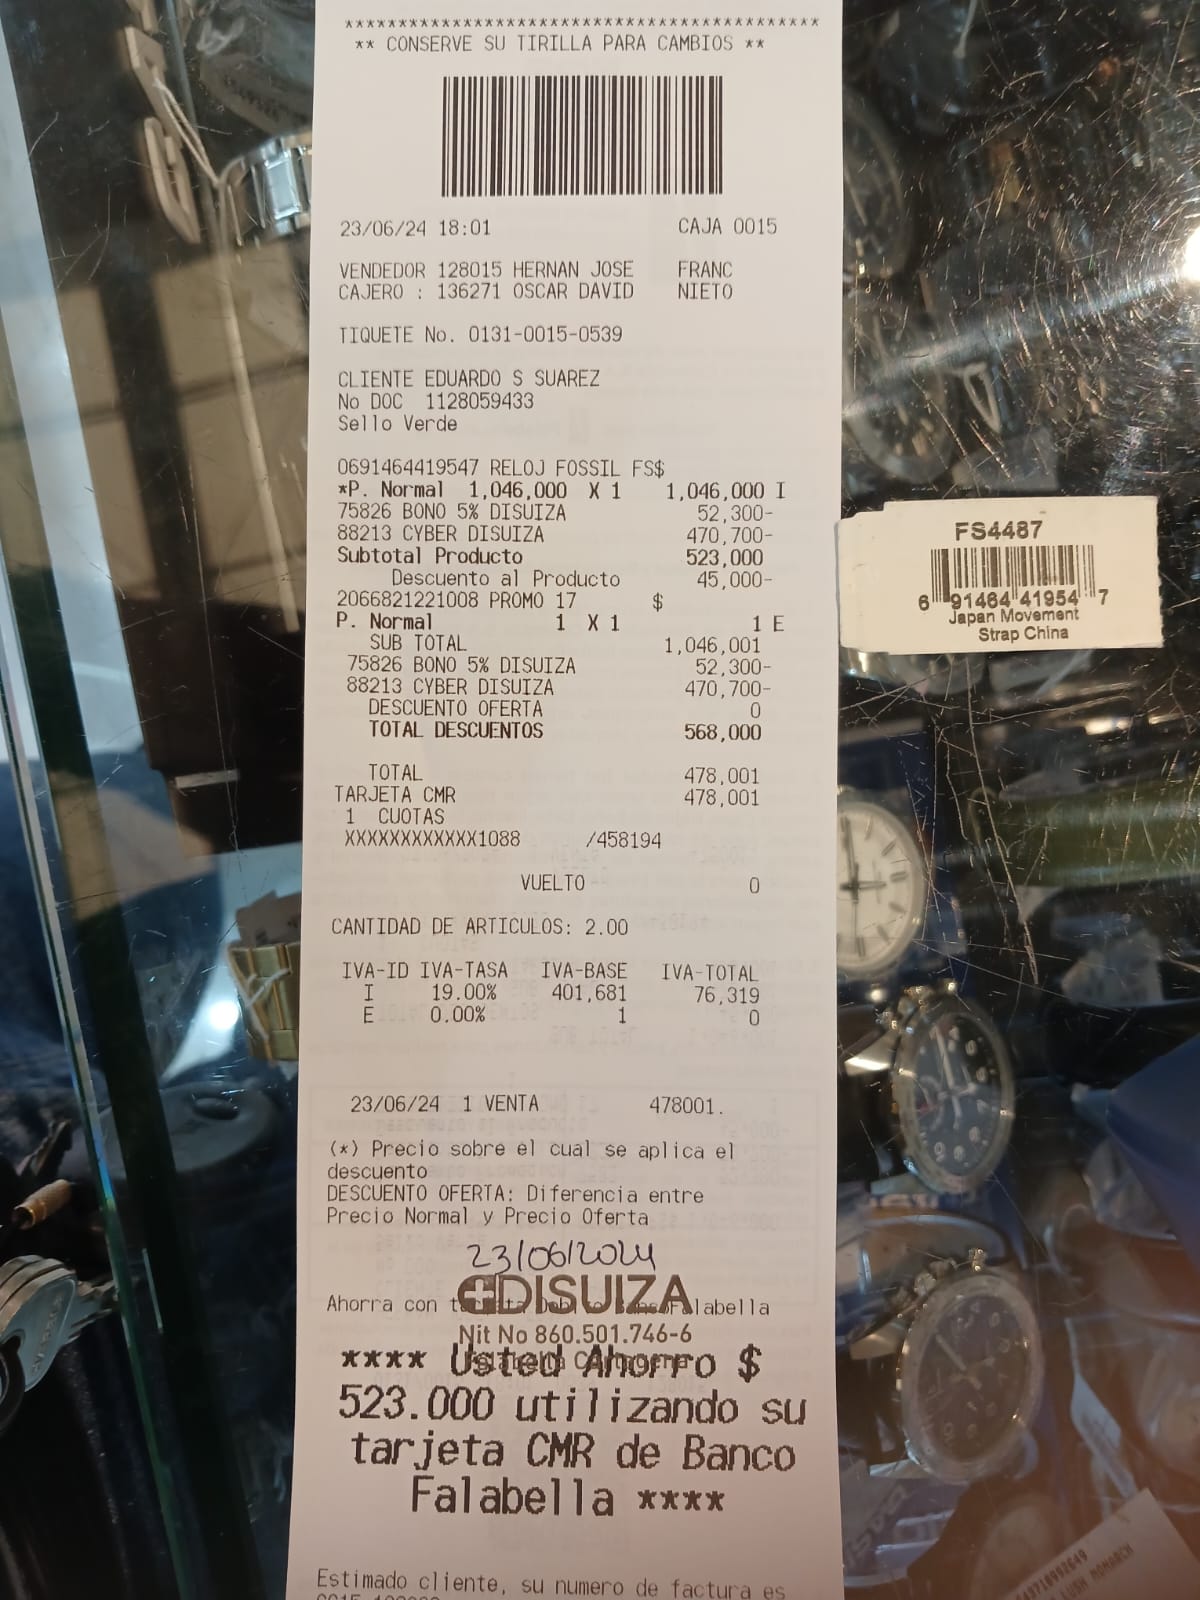 ******************************************
** CONSERVE SU TIRILLA PARA CAMBIOS **
23/06/24 18:01 CAJA 0015
VENDEDOR 128015 HERNAN JOSE FRANC
CAJERO : 136271 OSCAR DAVID NIETO
TIQUETE No. 0131-0015-0539
CLIENTE EDUARDO S SUAREZ
No DOC 1128059433
Sello Verde
0691464419547 RELOJ FOSSIL FS$
*P. Normal 1,046,000 X 1 1,046,000 I
75826 BONO 5% DISUIZA 52,300-
88213 CYBER DISUIZA 470,700-
Subtotal Producto 523,000
Descuento al Producto 45,000-
2066821221008 PROMO 17 $
P. Normal 1 X 1 1 E
SUB TOTAL 1,046,001
75826 BONO 5% DISUIZA 52,300-
88213 CYBER DISUIZA 470,700-
DESCUENTO OFERTA 0
TOTAL DESCUENTOS 568,000
TOTAL 478,001
TARJETA CMR 478,001
1 CUOTAS
XXXXXXXXXXXX1088 /458194
VUELTO 0
CANTIDAD DE ARTICULOS: 2.00
IVA-ID IVA-TASA IVA-BASE IVA-TOTAL
I 19.00% 401,681 76,319
E 0.00% 1 0
23/06/24 1 VENTA 478001.
(*) Precio sobre el cual se aplica el
descuento
DESCUENTO OFERTA: Diferencia entre
Precio Normal y Precio Oferta
23/06/2024
DISUIZA
Ahorra con Falabella
Nit No 860.501.746-6
Falabella Cartagena
**** Usted Ahorro $
523.000 utilizando su
tarjeta CMR de Banco
Falabella ****
Estimado cliente, su numero de factura es
FS4487
6 91464 41954 7
Japan Movement
Strap China
LUSH MONARCH